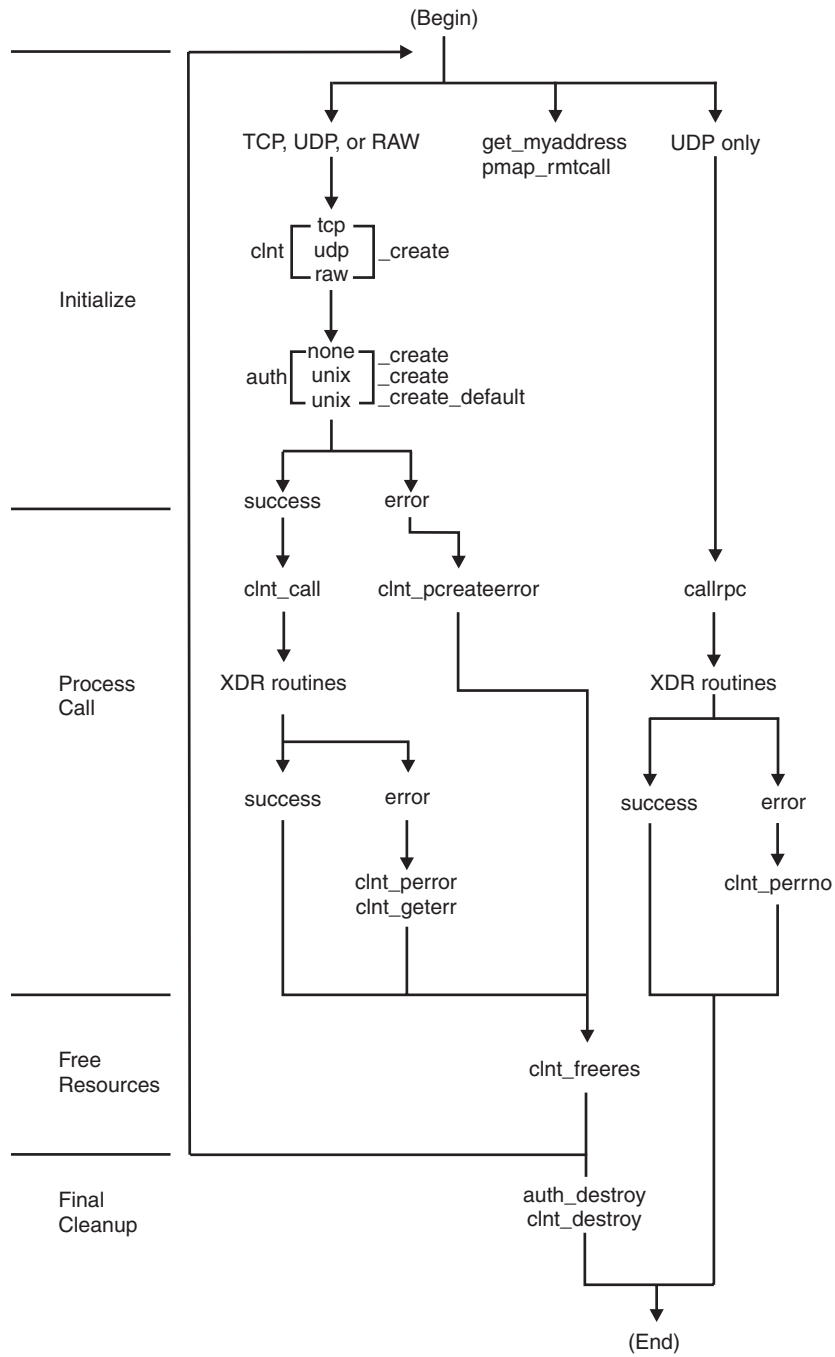 (Begin)
TCP, UDP, or RAW
get_myaddress
pmap_rmtcall
UDP only
clnt
tcp
udp
raw
_create
Initialize
auth
none
unix
unix
_create
_create
_create_default
success
error
clnt_call
clnt_pcreateerror
callrpc
Process
Call
XDR routines
XDR routines
success
error
success
error
clnt_perror
clnt_geterr
clnt_perrno
Free
Resources
clnt_freeres
Final
Cleanup
auth_destroy
clnt_destroy
(End)